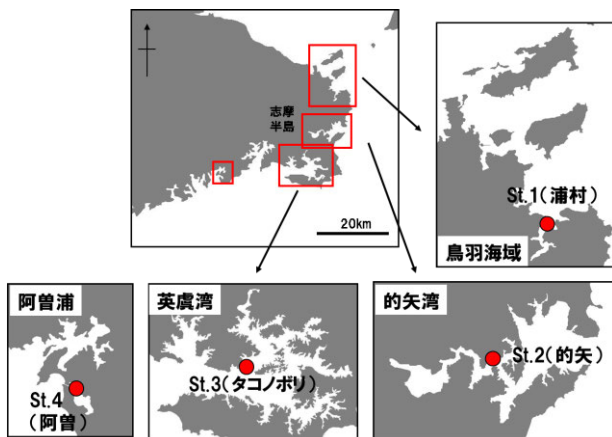 志摩
半島
20km
St.1(浦村)
鳥羽海域
阿曽浦
St.4
(阿曽)
英虞湾
St.3(タコノボリ)
的矢湾
St.2(的矢)